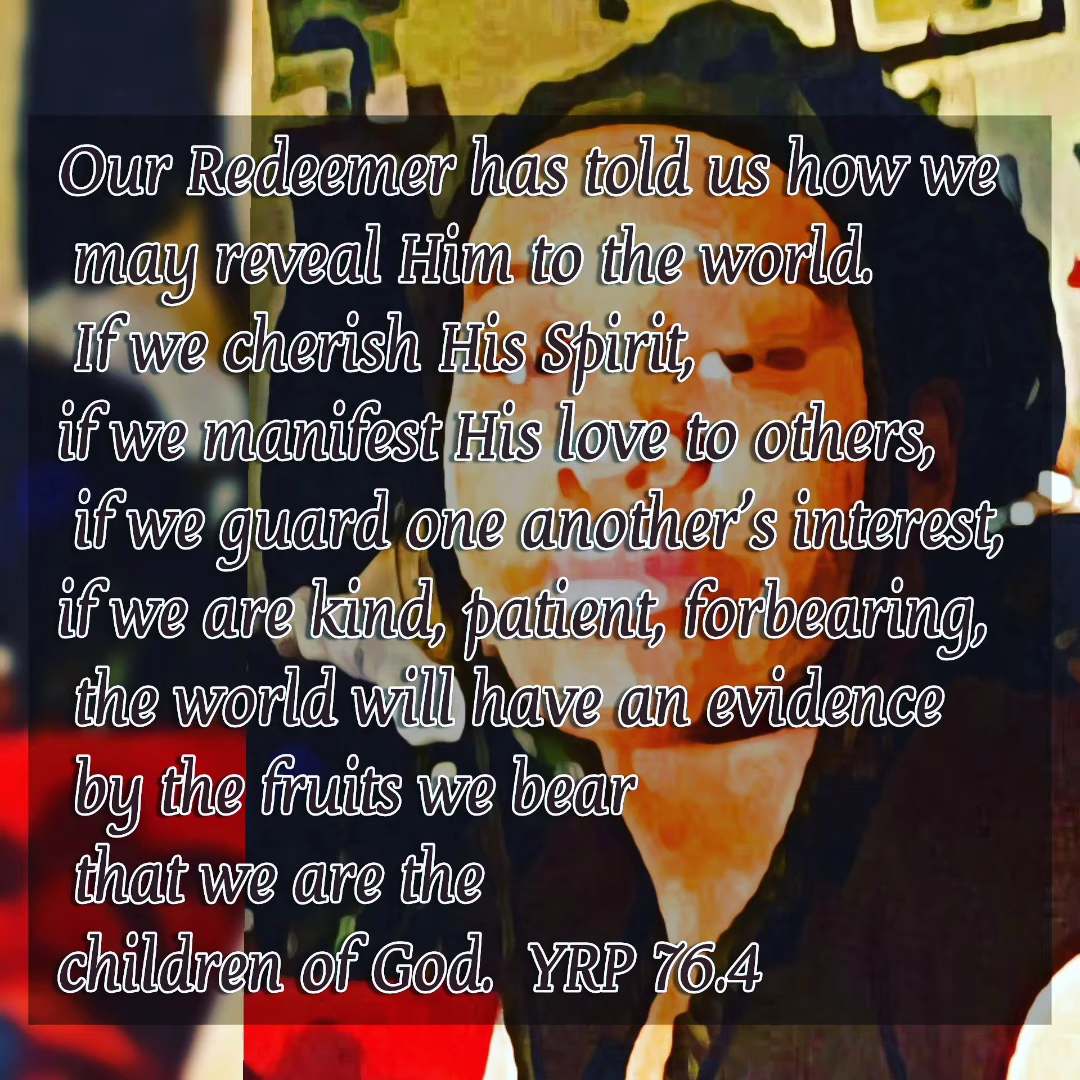 Our Redeemer has told us how we
may reveal Him to the world.
If we cherish His Spirit,
if we manifest His love to others,
if we guard one another’s interest,
if we are kind, patient, forbearing,
the world will have an evidence
by the fruits we bear
that we are the
children of God.  YRP 76.4